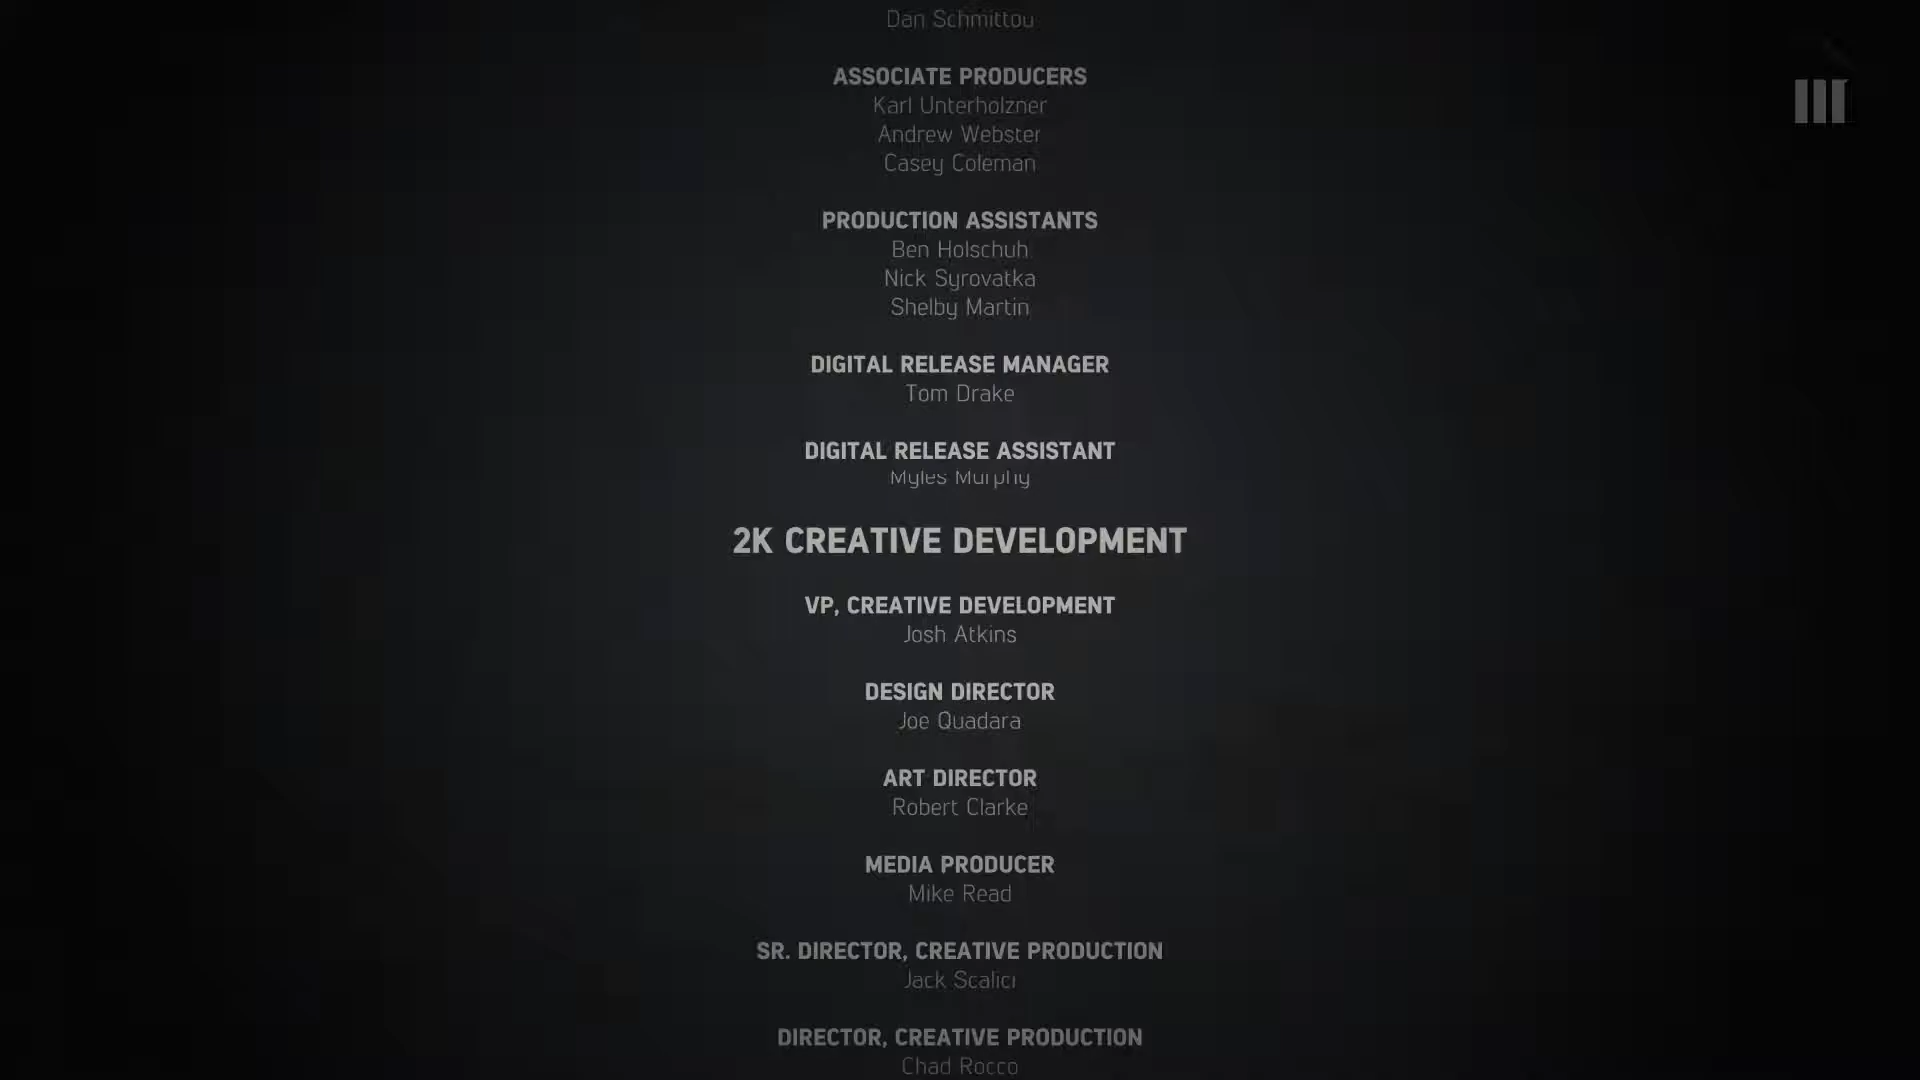 Dan Schmittou
ASSOCIATE PRODUCERS
Karl Unterholzner
Andrew Webster
Casey Coleman
PRODUCTION ASSISTANTS
Ben Holschuh
Nick Syrovatka
Shelby Martin
DIGITAL RELEASE MANAGER
Tom Drake
DIGITAL RELEASE ASSISTANT
Myles Murphy
2K CREATIVE DEVELOPMENT
VP, CREATIVE DEVELOPMENT
Josh Atkins
DESIGN DIRECTOR
Joe Quadara
ART DIRECTOR
Robert Clarke
MEDIA PRODUCER
Mike Read
SR. DIRECTOR, CREATIVE PRODUCTION
Jack Scalici
DIRECTOR, CREATIVE PRODUCTION
Chad Rocco